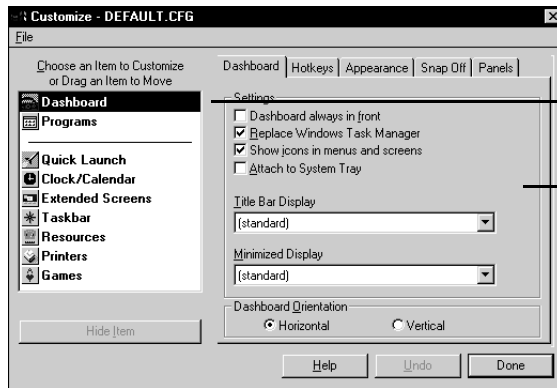 Customize - DEFAULT.CFG
File
Choose an Item to Customize
or Drag an Item to Move
Dashboard
Programs
Quick Launch
Clock/Calendar
Extended Screens
Taskbar
Resources
Printers
Games
Hide Item
Dashboard Hotkeys Appearance Snap Off Panels
Settings
Dashboard always in front
Replace Windows Task Manager
Show icons in menus and screens
Attach to System Tray
Title Bar Display
(standard)
Minimized Display
(standard)
Dashboard Orientation
Horizontal Vertical
Help Undo Done